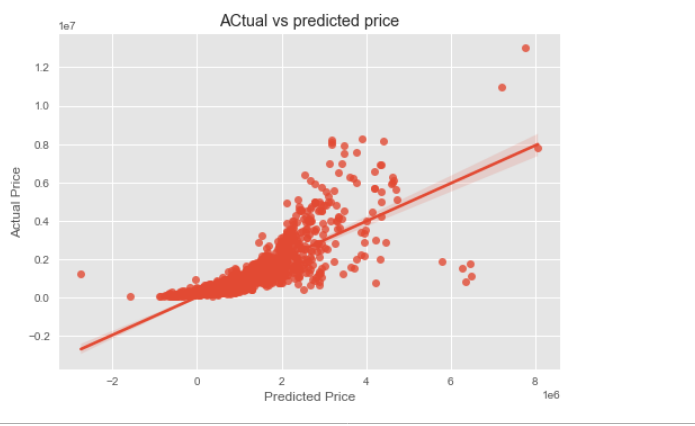 ACtual vs predicted price
1e7
1.2
1.0
0.8
0.6
0.4
0.2
0.0
−0.2
Actual Price
−2 0 2 4 6 8
1e6
Predicted Price